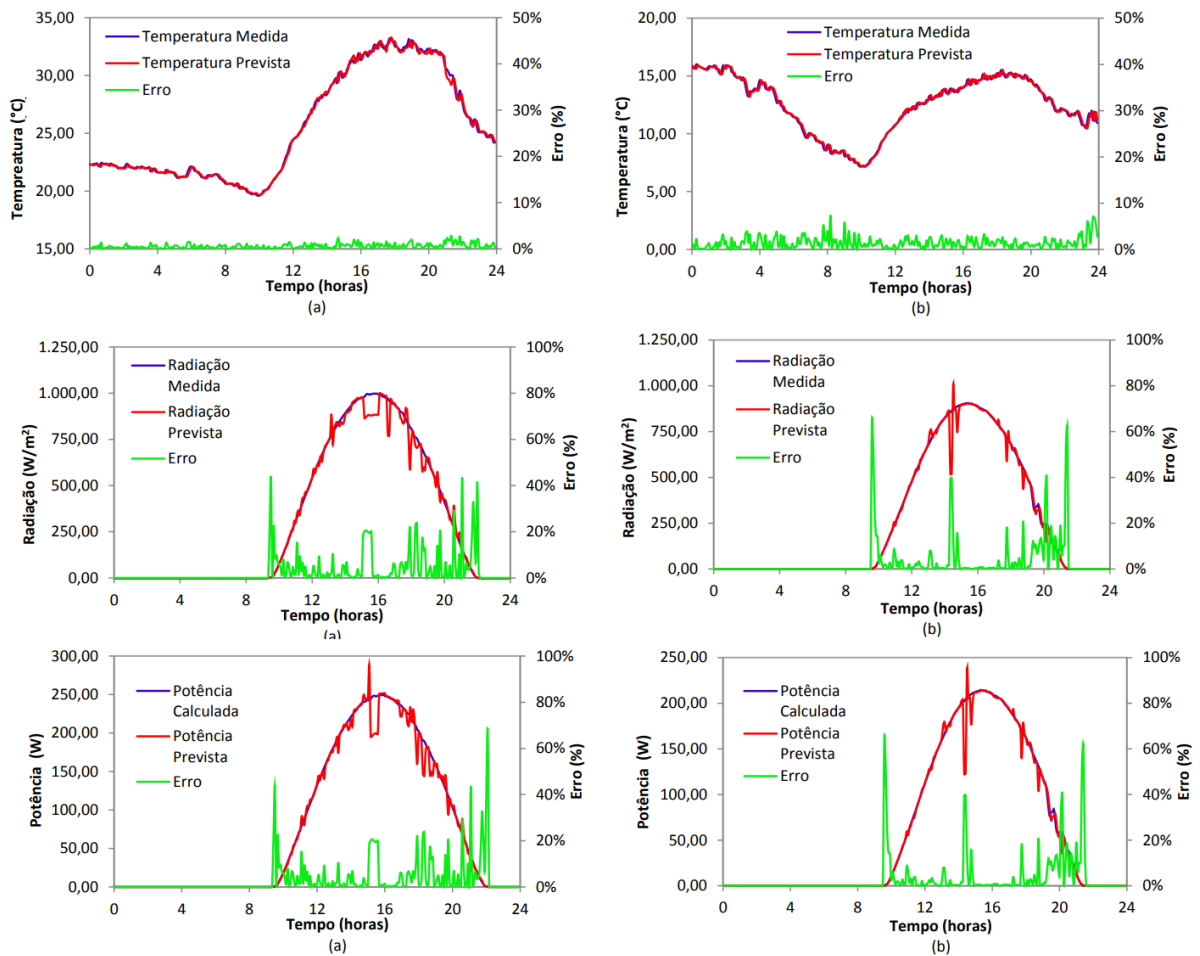 35,00
30,00
25,00
20,00
15,00
Tempreatura (°C)
Temperatura Medida
Temperatura Prevista
Erro
50%
40%
30%
20%
10%
0%
Erro (%)
0 4 8 12 16 20 24
Tempo (horas)
(a)
20,00
15,00
10,00
5,00
0,00
Temperatura (°C)
Temperatura Medida
Temperatura Prevista
Erro
50%
40%
30%
20%
10%
0%
Erro (%)
0 4 8 12 16 20 24
Tempo (horas)
(b)
1.250,00
1.000,00
750,00
500,00
250,00
0,00
Radiação (W/m²)
Radiação
Medida
Radiação
Prevista
Erro
100%
80%
60%
40%
20%
0%
Erro (%)
0 4 8 12 16 20 24
Tempo (horas)
(a)
1.250,00
1.000,00
750,00
500,00
250,00
0,00
Radiação (W/m²)
Radiação
Medida
Radiação
Prevista
Erro
100%
80%
60%
40%
20%
0%
Erro (%)
0 4 8 12 16 20 24
Tempo (horas)
(b)
300,00
250,00
200,00
150,00
100,00
50,00
0,00
Potência (W)
Potência
Calculada
Potência
Prevista
Erro
100%
80%
60%
40%
20%
0%
Erro (%)
0 4 8 12 16 20 24
Tempo (horas)
(a)
250,00
200,00
150,00
100,00
50,00
0,00
Potência (W)
Potência
Calculada
Potência
Prevista
Erro
100%
80%
60%
40%
20%
0%
Erro (%)
0 4 8 12 16 20 24
Tempo (horas)
(b)